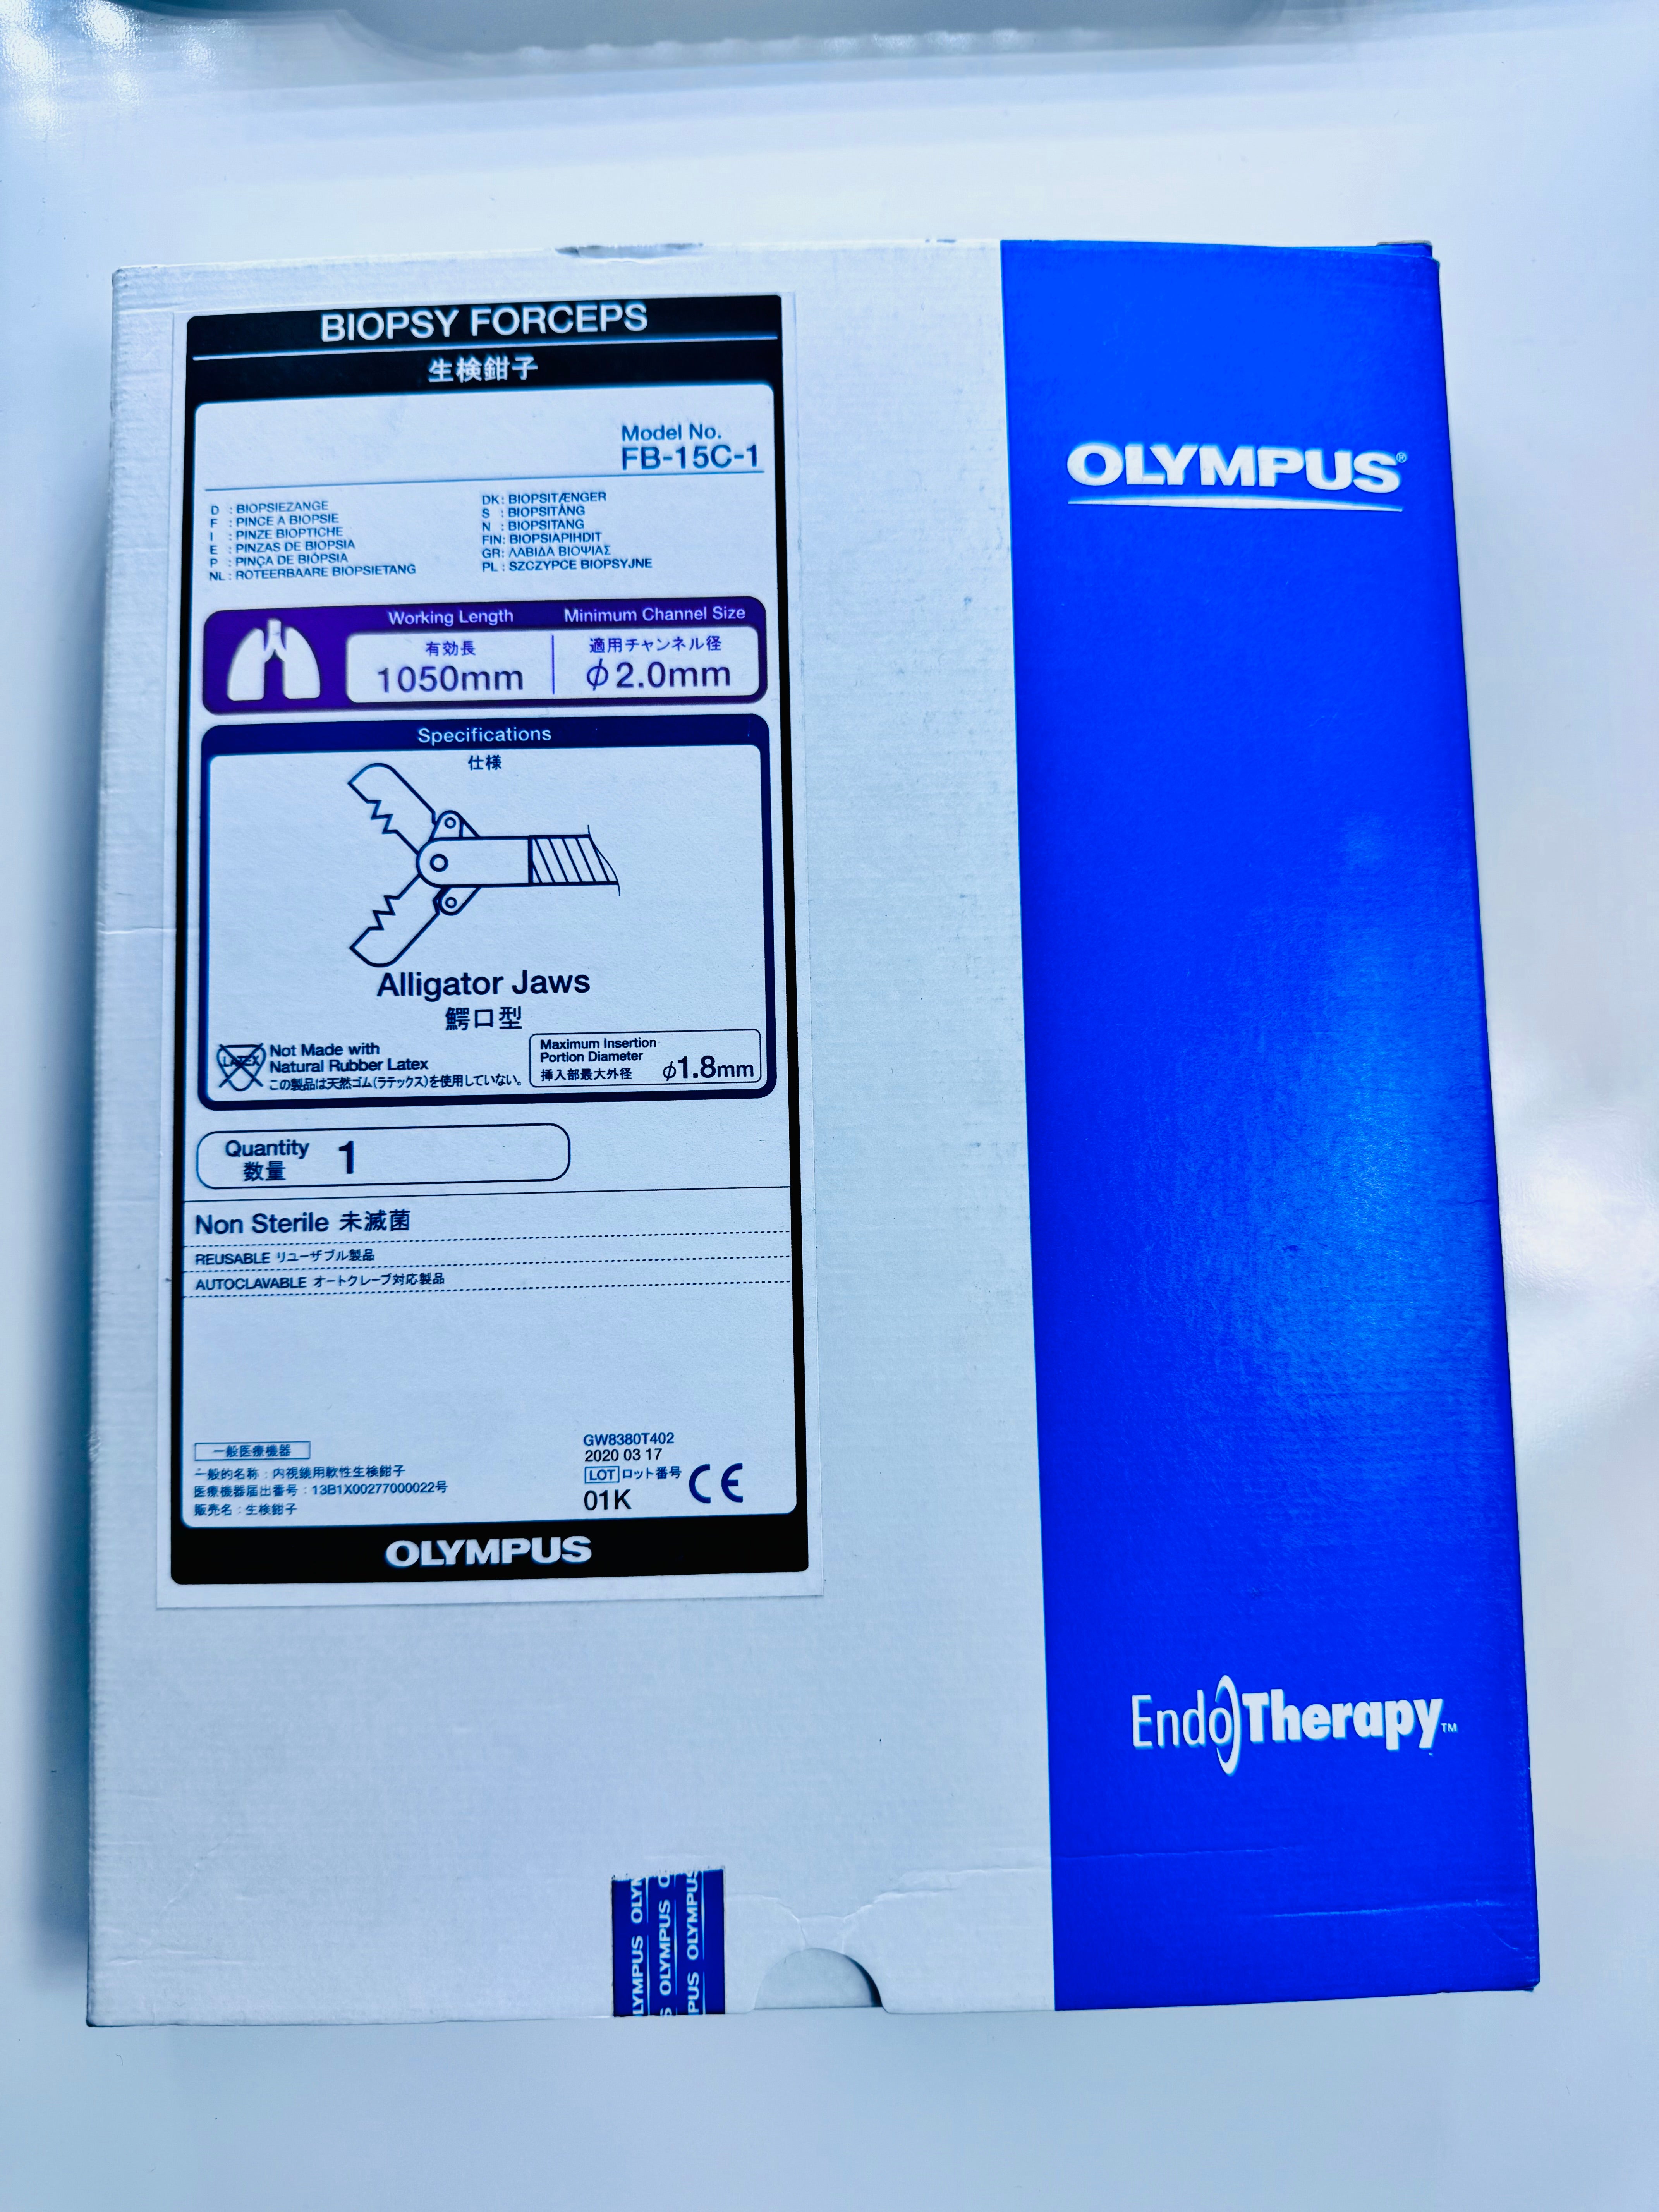 BIOPSY FORCEPS
生検鉗子
Model No.
FB-15C-1
D : BIOPSIEZANGE
F : PINCE A BIOPSIE
I : PINZE BIOPTICHE
E : PINZAS DE BIOPSIA
P : PINÇA DE BIÓPSIA
NL : ROTEERBAARE BIOPSIETANG
DK : BIOPSITÆNGER
S : BIOPSITÅNG
N : BIOPSITANG
FIN: BIOPSIAPIHDIT
GR: ΛΑΒΙΔΑ ΒΙΟΨΙΑΣ
PL : SZCZYPCE BIOPSYJNE
Working Length
有効長
1050mm
Minimum Channel Size
適用チャンネル径
φ2.0mm
Specifications
仕様
Alligator Jaws
鰐口型
LATEX
Not Made with
Natural Rubber Latex
この製品は天然ゴム(ラテックス)を使用していない。
Maximum Insertion
Portion Diameter
挿入部最大外径 φ1.8mm
Quantity 1
数量
Non Sterile 未滅菌
REUSABLE リユーザブル製品
AUTOCLAVABLE オートクレーブ対応製品
一般医療機器
一般的名称 : 内視鏡用軟性生検鉗子
医療機器届出番号 : 13B1X00277000022号
販売名 : 生検鉗子
GW8380T402
2020 03 17
LOT ロット番号
01K
CE
OLYMPUS
OLYMPUS®
EndoTherapy™
LYMPUS OLYM
S OLYMPUS O
PUS OLYMPUS